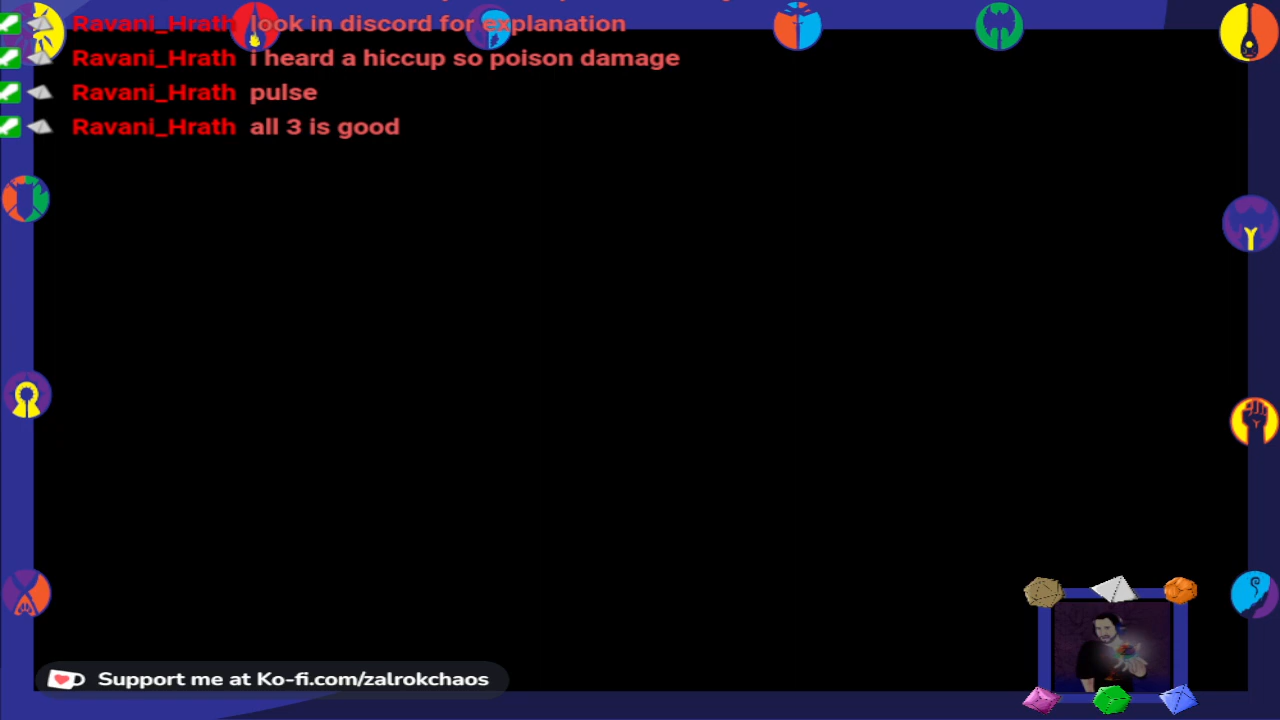 Ravani_Hrath look in discord for explanation
Ravani_Hrath i heard a hiccup so poison damage
Ravani_Hrath pulse
Ravani_Hrath all 3 is good
Support me at Ko-fi.com/zalrokchaos